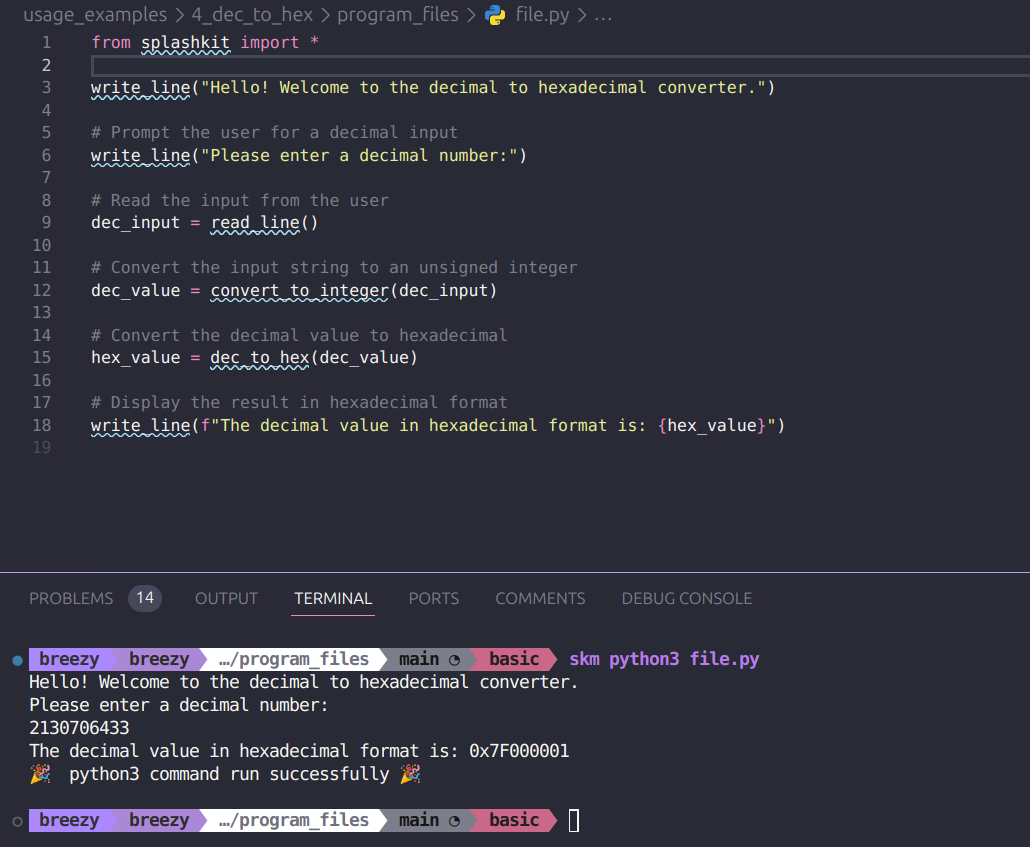 usage_examples > 4_dec_to_hex > program_files > file.py > ...
1 from splashkit import *
2
3 write_line("Hello! Welcome to the decimal to hexadecimal converter.")
4
5 # Prompt the user for a decimal input
6 write_line("Please enter a decimal number:")
7
8 # Read the input from the user
9 dec_input = read_line()
10
11 # Convert the input string to an unsigned integer
12 dec_value = convert_to_integer(dec_input)
13
14 # Convert the decimal value to hexadecimal
15 hex_value = dec_to_hex(dec_value)
16
17 # Display the result in hexadecimal format
18 write_line(f"The decimal value in hexadecimal format is: {hex_value}")
19
PROBLEMS 14 OUTPUT TERMINAL PORTS COMMENTS DEBUG CONSOLE
breezy breezy …/program_files main basic skm python3 file.py
Hello! Welcome to the decimal to hexadecimal converter.
Please enter a decimal number:
2130706433
The decimal value in hexadecimal format is: 0x7F000001
🎉 python3 command run successfully 🎉
breezy breezy …/program_files main basic